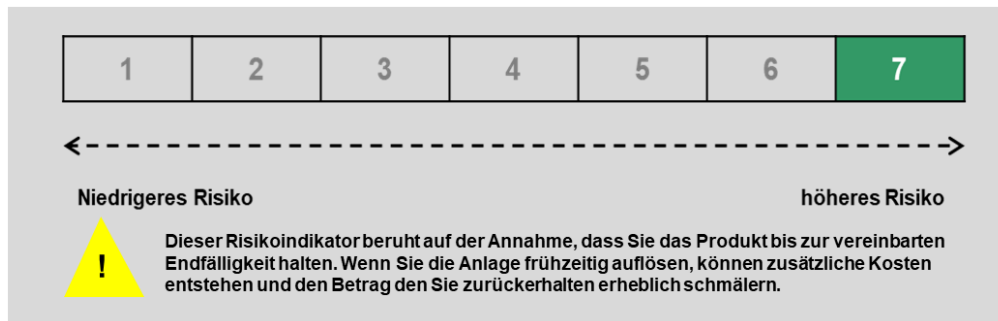 1 2 3 4 5 6 7
Niedrigeres Risiko höheres Risiko
Dieser Risikoindikator beruht auf der Annahme, dass Sie das Produkt bis zur vereinbarten
! Endfälligkeit halten. Wenn Sie die Anlage frühzeitig auflösen, können zusätzliche Kosten
entstehen und den Betrag den Sie zurückerhalten erheblich schmälern.